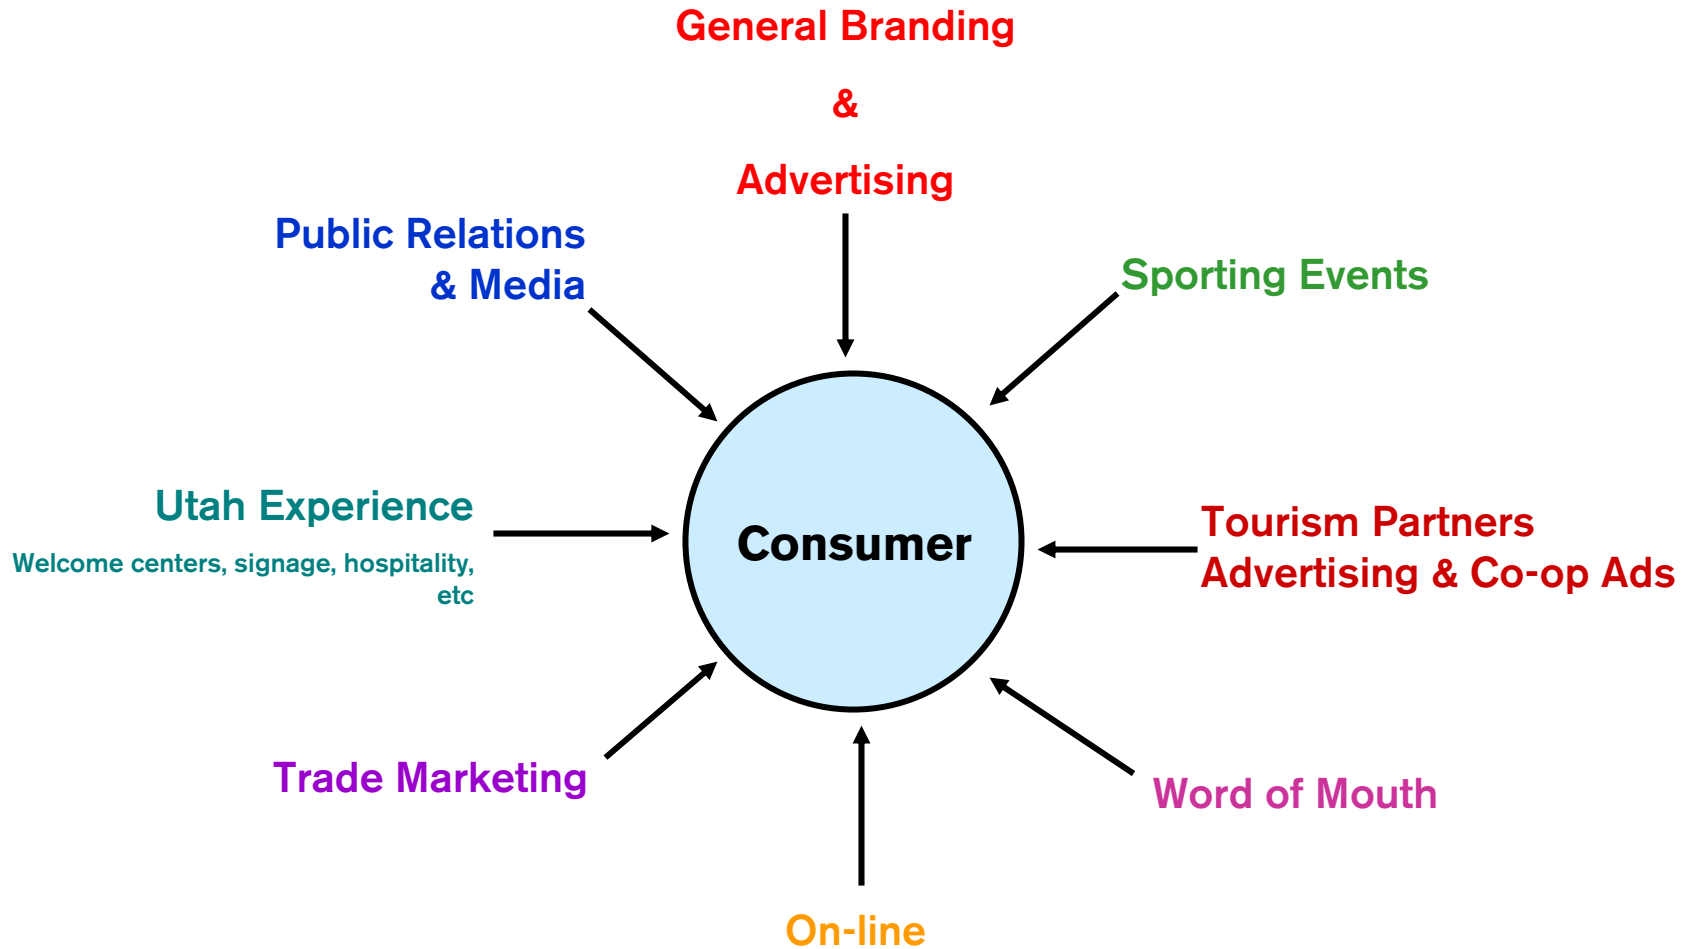 General Branding
&
Advertising
Public Relations
& Media
Sporting Events
Utah Experience
Welcome centers, signage, hospitality,
etc
Consumer
Tourism Partners
Advertising & Co-op Ads
Trade Marketing
Word of Mouth
On-line